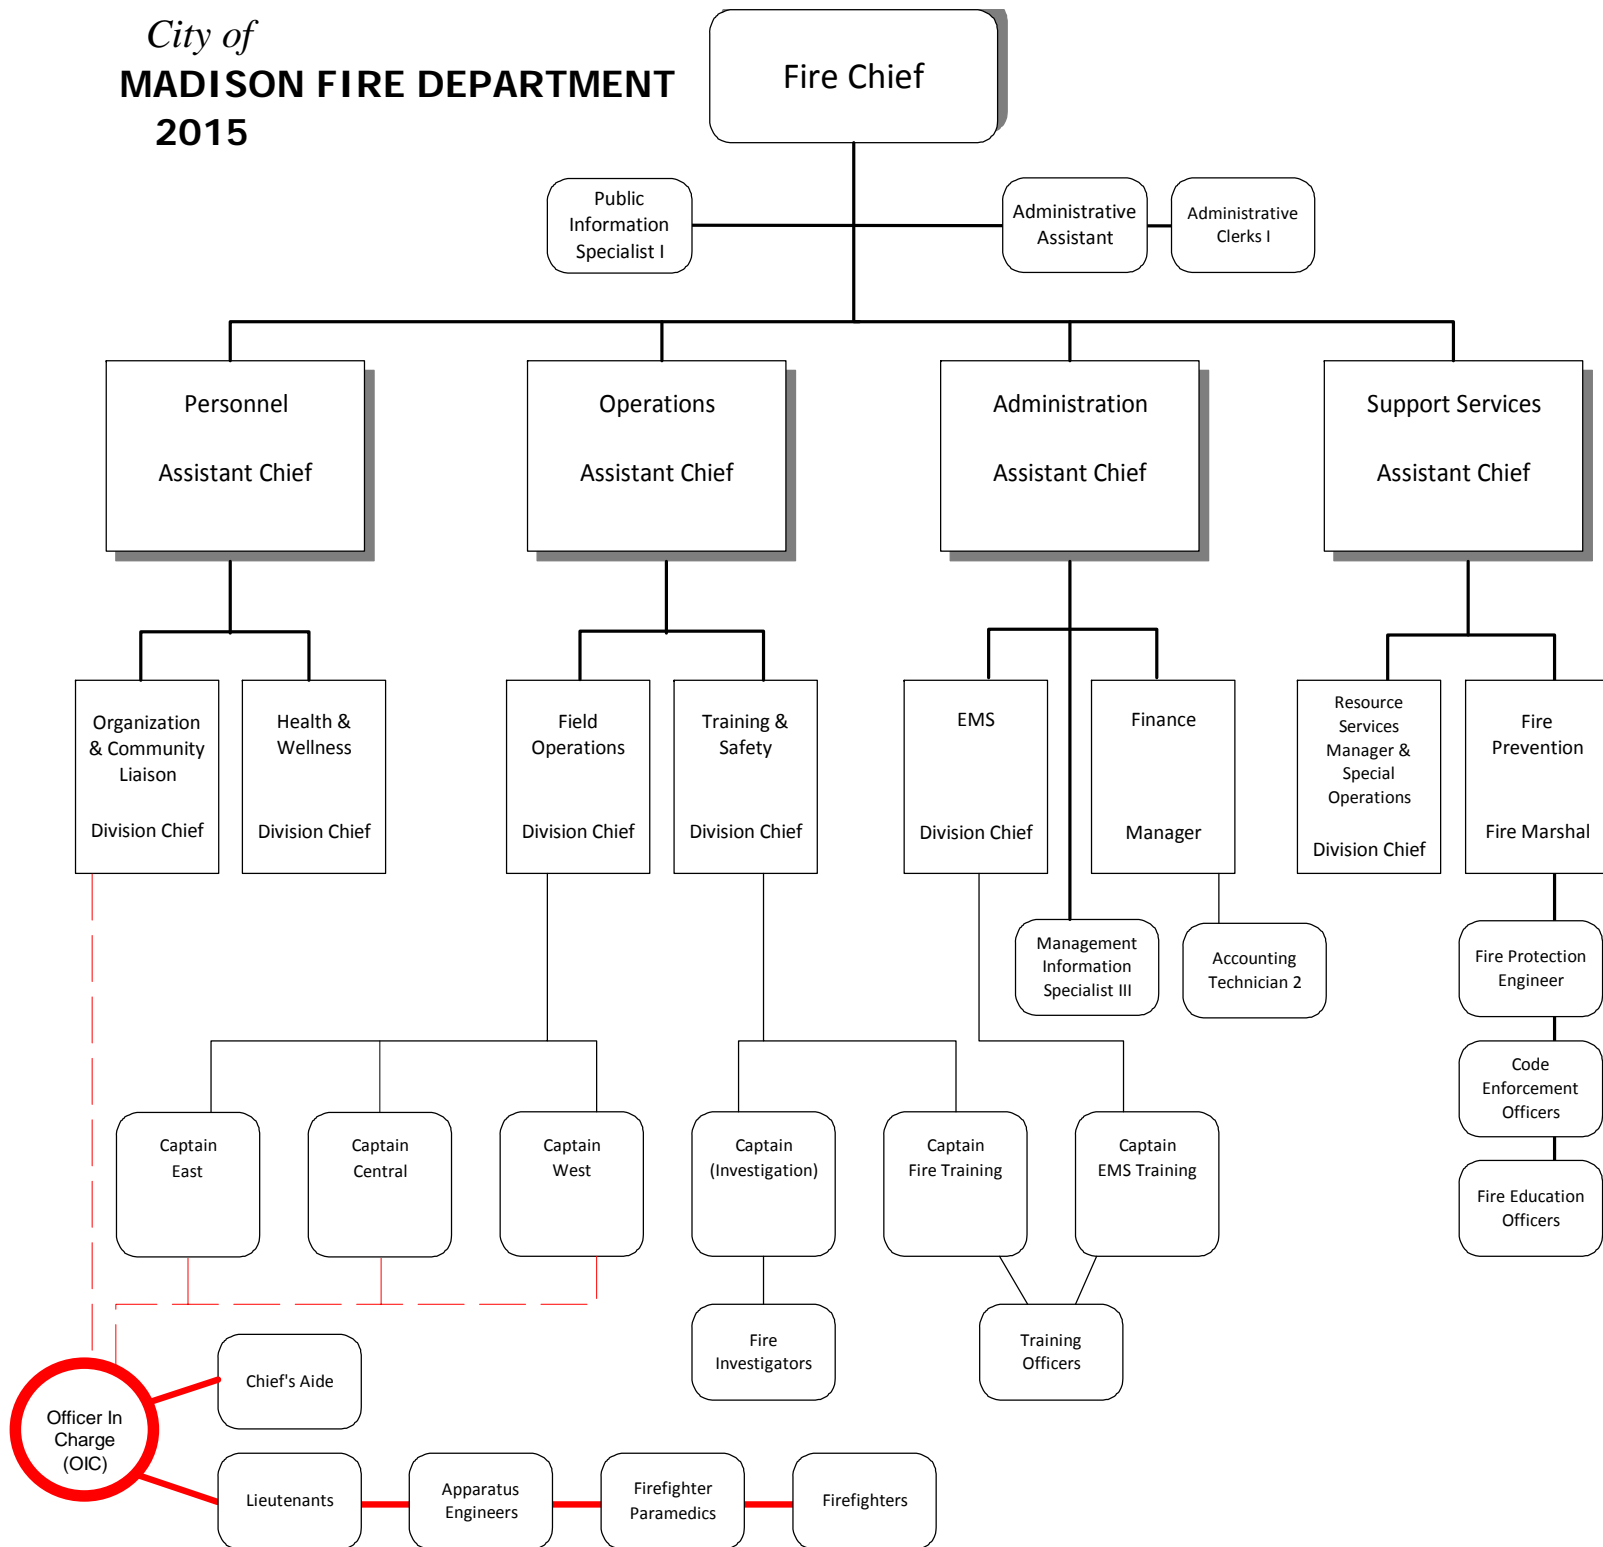 City of
MADISON FIRE DEPARTMENT
2015
Fire Chief
Public
Information
Specialist I
Administrative
Assistant
Administrative
Clerks I
Personnel
Assistant Chief
Operations
Assistant Chief
Administration
Assistant Chief
Support Services
Assistant Chief
Organization
& Community
Liaison
Division Chief
Health &
Wellness
Division Chief
Field
Operations
Division Chief
Training &
Safety
Division Chief
EMS
Division Chief
Finance
Manager
Resource
Services
Manager &
Special
Operations
Division Chief
Fire
Prevention
Fire Marshal
Management
Information
Specialist III
Accounting
Technician 2
Fire Protection
Engineer
Code
Enforcement
Officers
Fire Education
Officers
Captain
East
Captain
Central
Captain
West
Captain
(Investigation)
Captain
Fire Training
Captain
EMS Training
Fire
Investigators
Training
Officers
Officer In
Charge
(OIC)
Chief's Aide
Lieutenants
Apparatus
Engineers
Firefighter
Paramedics
Firefighters